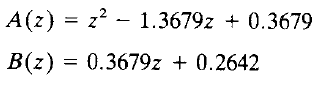 A(z) = z² − 1.3679z + 0.3679
B(z) = 0.3679z + 0.2642